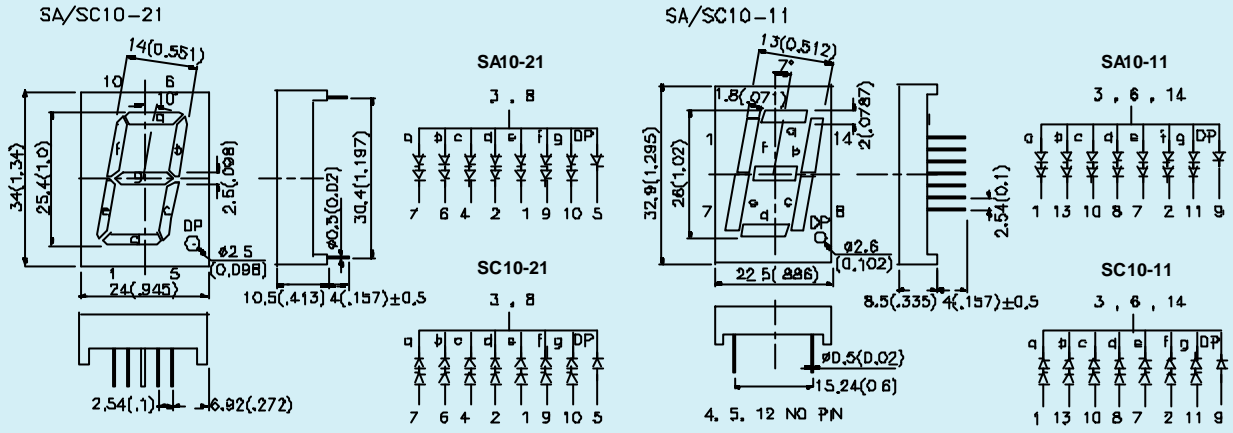 SA/SC10-21
14(0.551)
10 6
10°
a
f b
g
e c
d
DP
34(1.34)
25.4(1.0)
2.5(.098)
ø2.5
(0.098)
1 5
24(.945)
ø0.5(0.02)
30.4(1.197)
10.5(.413) 4(.157)±0.5
2.54(.1) 6.92(.272)
SA10-21
3 , 8
a b c d e f g DP
7 6 4 2 1 9 10 5
SC10-21
3 , 8
a b c d e f g DP
7 6 4 2 1 9 10 5
SA/SC10-11
13(0.512)
7°
1.8(.071)
2(.0787)
1 14
a
f b
g
e c
d
7 8
DP
32.9(1.295)
26(1.02)
ø2.6
(0.102)
22.5(.886)
2.54(0.1)
8.5(.335) 4(.157)±0.5
ø0.5(0.02)
15.24(0.6)
4. 5. 12 NO PIN
SA10-11
3 , 6 , 14
a b c d e f g DP
1 13 10 8 7 2 11 9
SC10-11
3 , 6 , 14
a b c d e f g DP
1 13 10 8 7 2 11 9